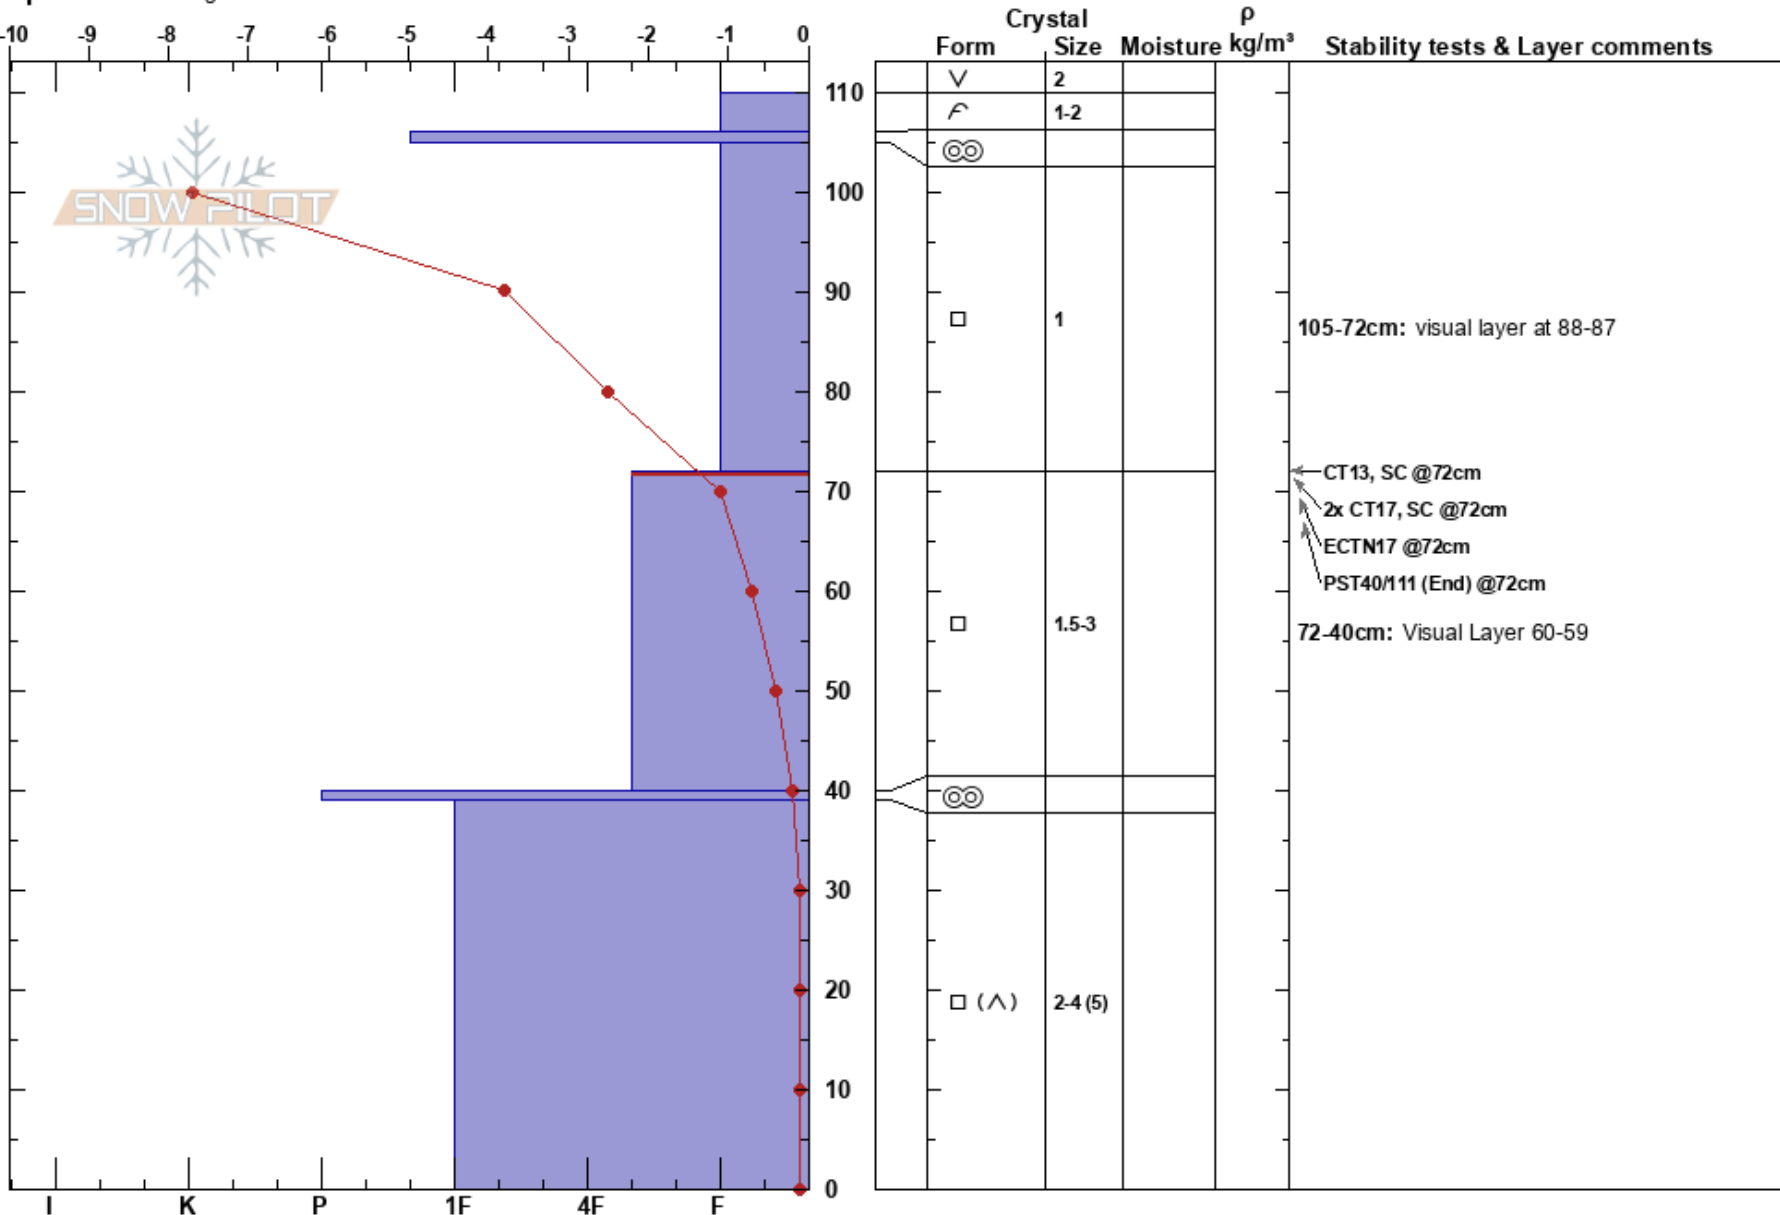 -10 -9 -8 -7 -6 -5 -4 -3 -2 -1 0
Crystal ρ
Form Size Moisture kg/m³ Stability tests & Layer comments
2
110
1-2
SNOW PILOT
100
90
1
105-72cm: visual layer at 88-87
80
CT13, SC @72cm
70
2x CT17, SC @72cm
ECTN17 @72cm
PST40/111 (End) @72cm
60
1.5-3
72-40cm: Visual Layer 60-59
50
40
30
20
2-4 (5)
10
0
I K P 1F 4F F